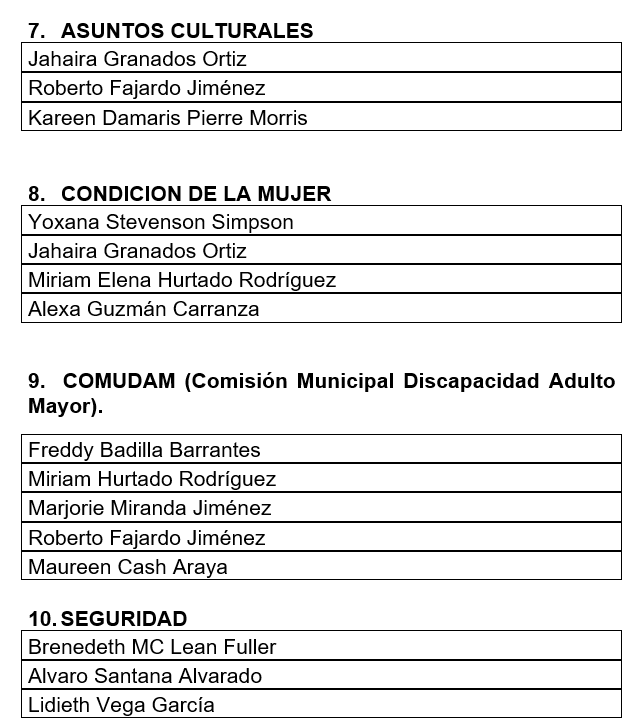 7. ASUNTOS CULTURALES
Jahaira Granados Ortiz
Roberto Fajardo Jiménez
Kareen Damaris Pierre Morris
8. CONDICION DE LA MUJER
Yoxana Stevenson Simpson
Jahaira Granados Ortiz
Miriam Elena Hurtado Rodríguez
Alexa Guzmán Carranza
9. COMUDAM (Comisión Municipal Discapacidad Adulto
Mayor).
Freddy Badilla Barrantes
Miriam Hurtado Rodríguez
Marjorie Miranda Jiménez
Roberto Fajardo Jiménez
Maureen Cash Araya
10. SEGURIDAD
Brenedeth MC Lean Fuller
Alvaro Santana Alvarado
Lidieth Vega García